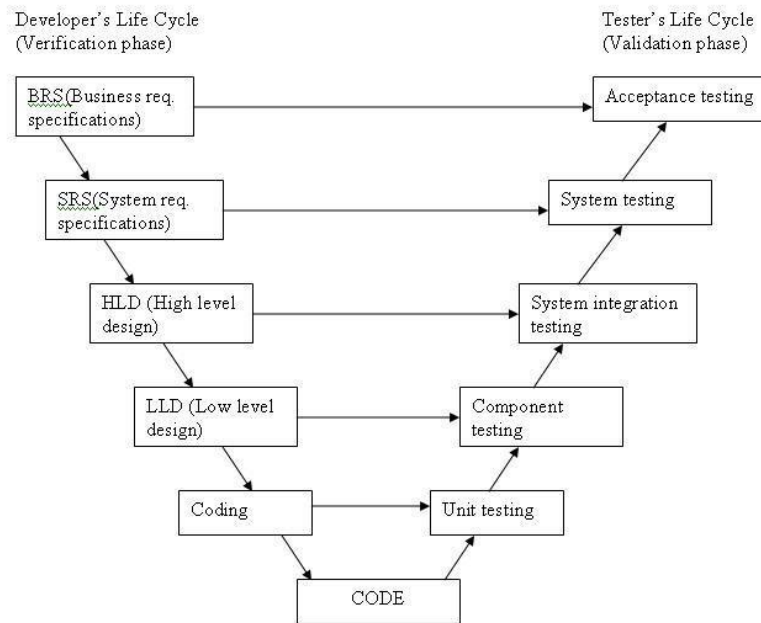 Developer's Life Cycle
(Verification phase)
Tester's Life Cycle
(Validation phase)
BRS(Business req.
specifications)
Acceptance testing
SRS(System req.
specifications)
System testing
HLD (High level
design)
System integration
testing
LLD (Low level
design)
Component
testing
Coding
Unit testing
CODE